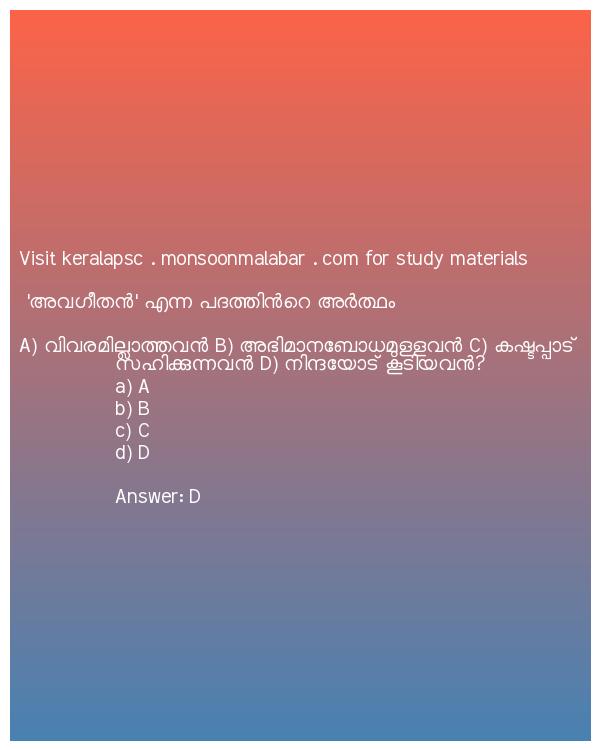 Visit keralapsc . monsoonmalabar . com for study materials
'അവഗീതൻ' എന്ന പദത്തിൻറെ അർത്ഥം
A) വിവരമില്ലാത്തവൻ B) അഭിമാനബോധമുള്ളവൻ C) കഷ്ടപ്പാട്
സഹിക്കുന്നവൻ D) നിന്ദയോട് കൂടിയവൻ?
a) A
b) B
c) C
d) D
Answer: D